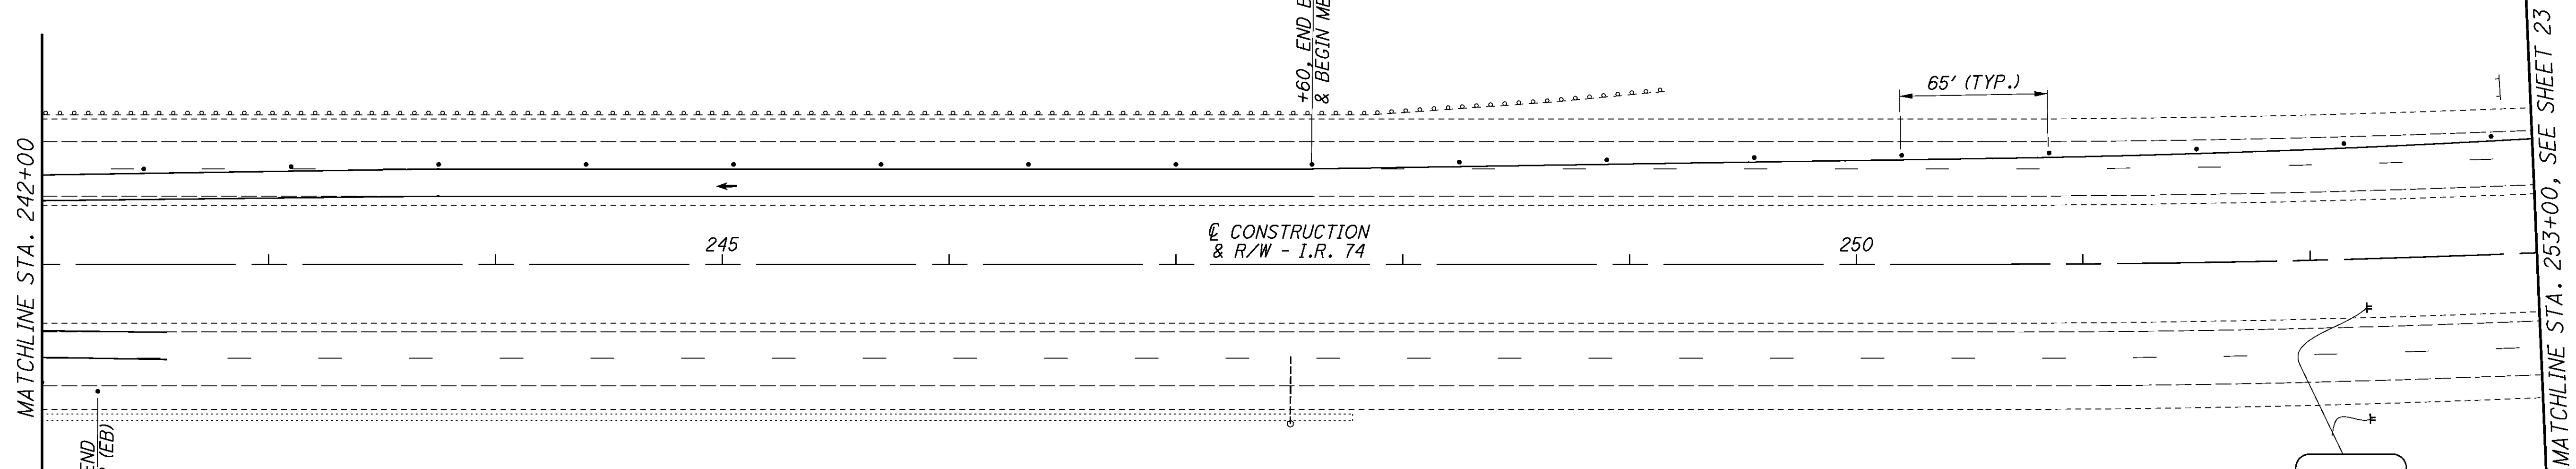 MATCHLINE STA. 242+00
+60, END
& BEGIN
65' (TYP.)
MATCHLINE STA. 253+00, SEE SHEET 23
245
℄ CONSTRUCTION
& R/W - I.R. 74
250
END
(EB)